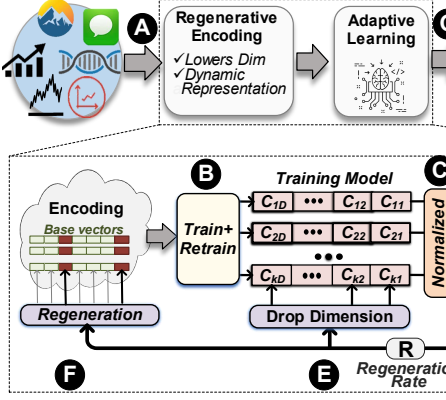 A
Regenerative
Encoding
✓Lowers Dim
✓Dynamic
Representation
Adaptive
Learning
Encoding
Base vectors
Regeneration
F
B
Train+
Retrain
Training Model
C1D ••• C12 C11
C2D ••• C22 C21
•••
CkD ••• Ck2 Ck1
Drop Dimension
E
C
Normalized
R
Regeneratio
Rate